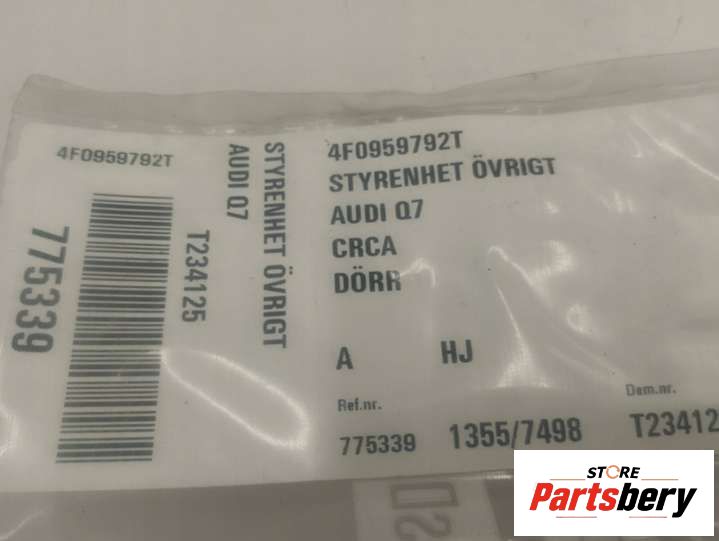 4F0959792T
775339
T234125
AUDI Q7
STYRENHET ÖVRIGT
4F0959792T
STYRENHET ÖVRIGT
AUDI Q7
CRCA
DÖRR
A HJ
Ref.nr. Dem.nr.
775339 1355/7498 T23412
STORE
Partsbery